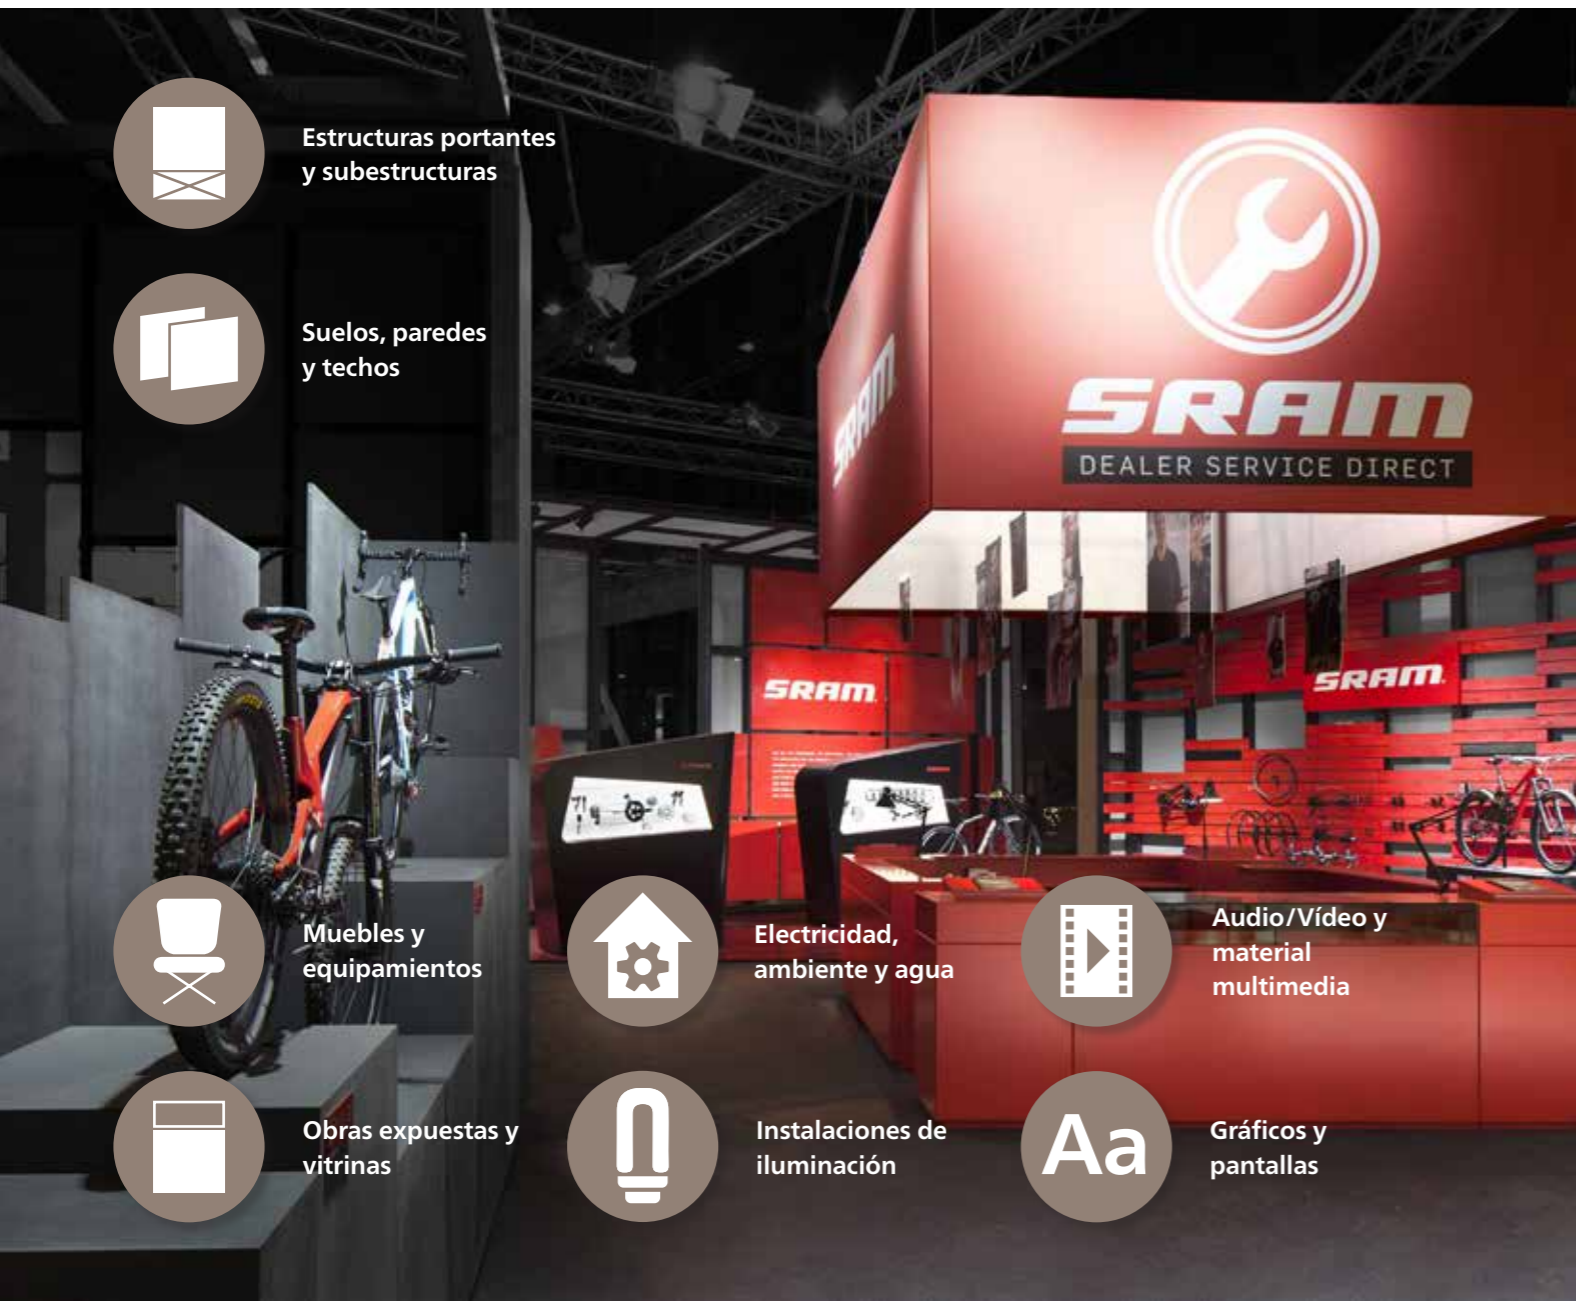 Estructuras portantes
y subestructuras
Suelos, paredes
y techos
SRAM
DEALER SERVICE DIRECT
SRAM
SRAM
SRAM
Muebles y
equipamientos
Electricidad,
ambiente y agua
Audio/Vídeo y
material
multimedia
Obras expuestas y
vitrinas
Instalaciones de
iluminación
Aa
Gráficos y
pantallas